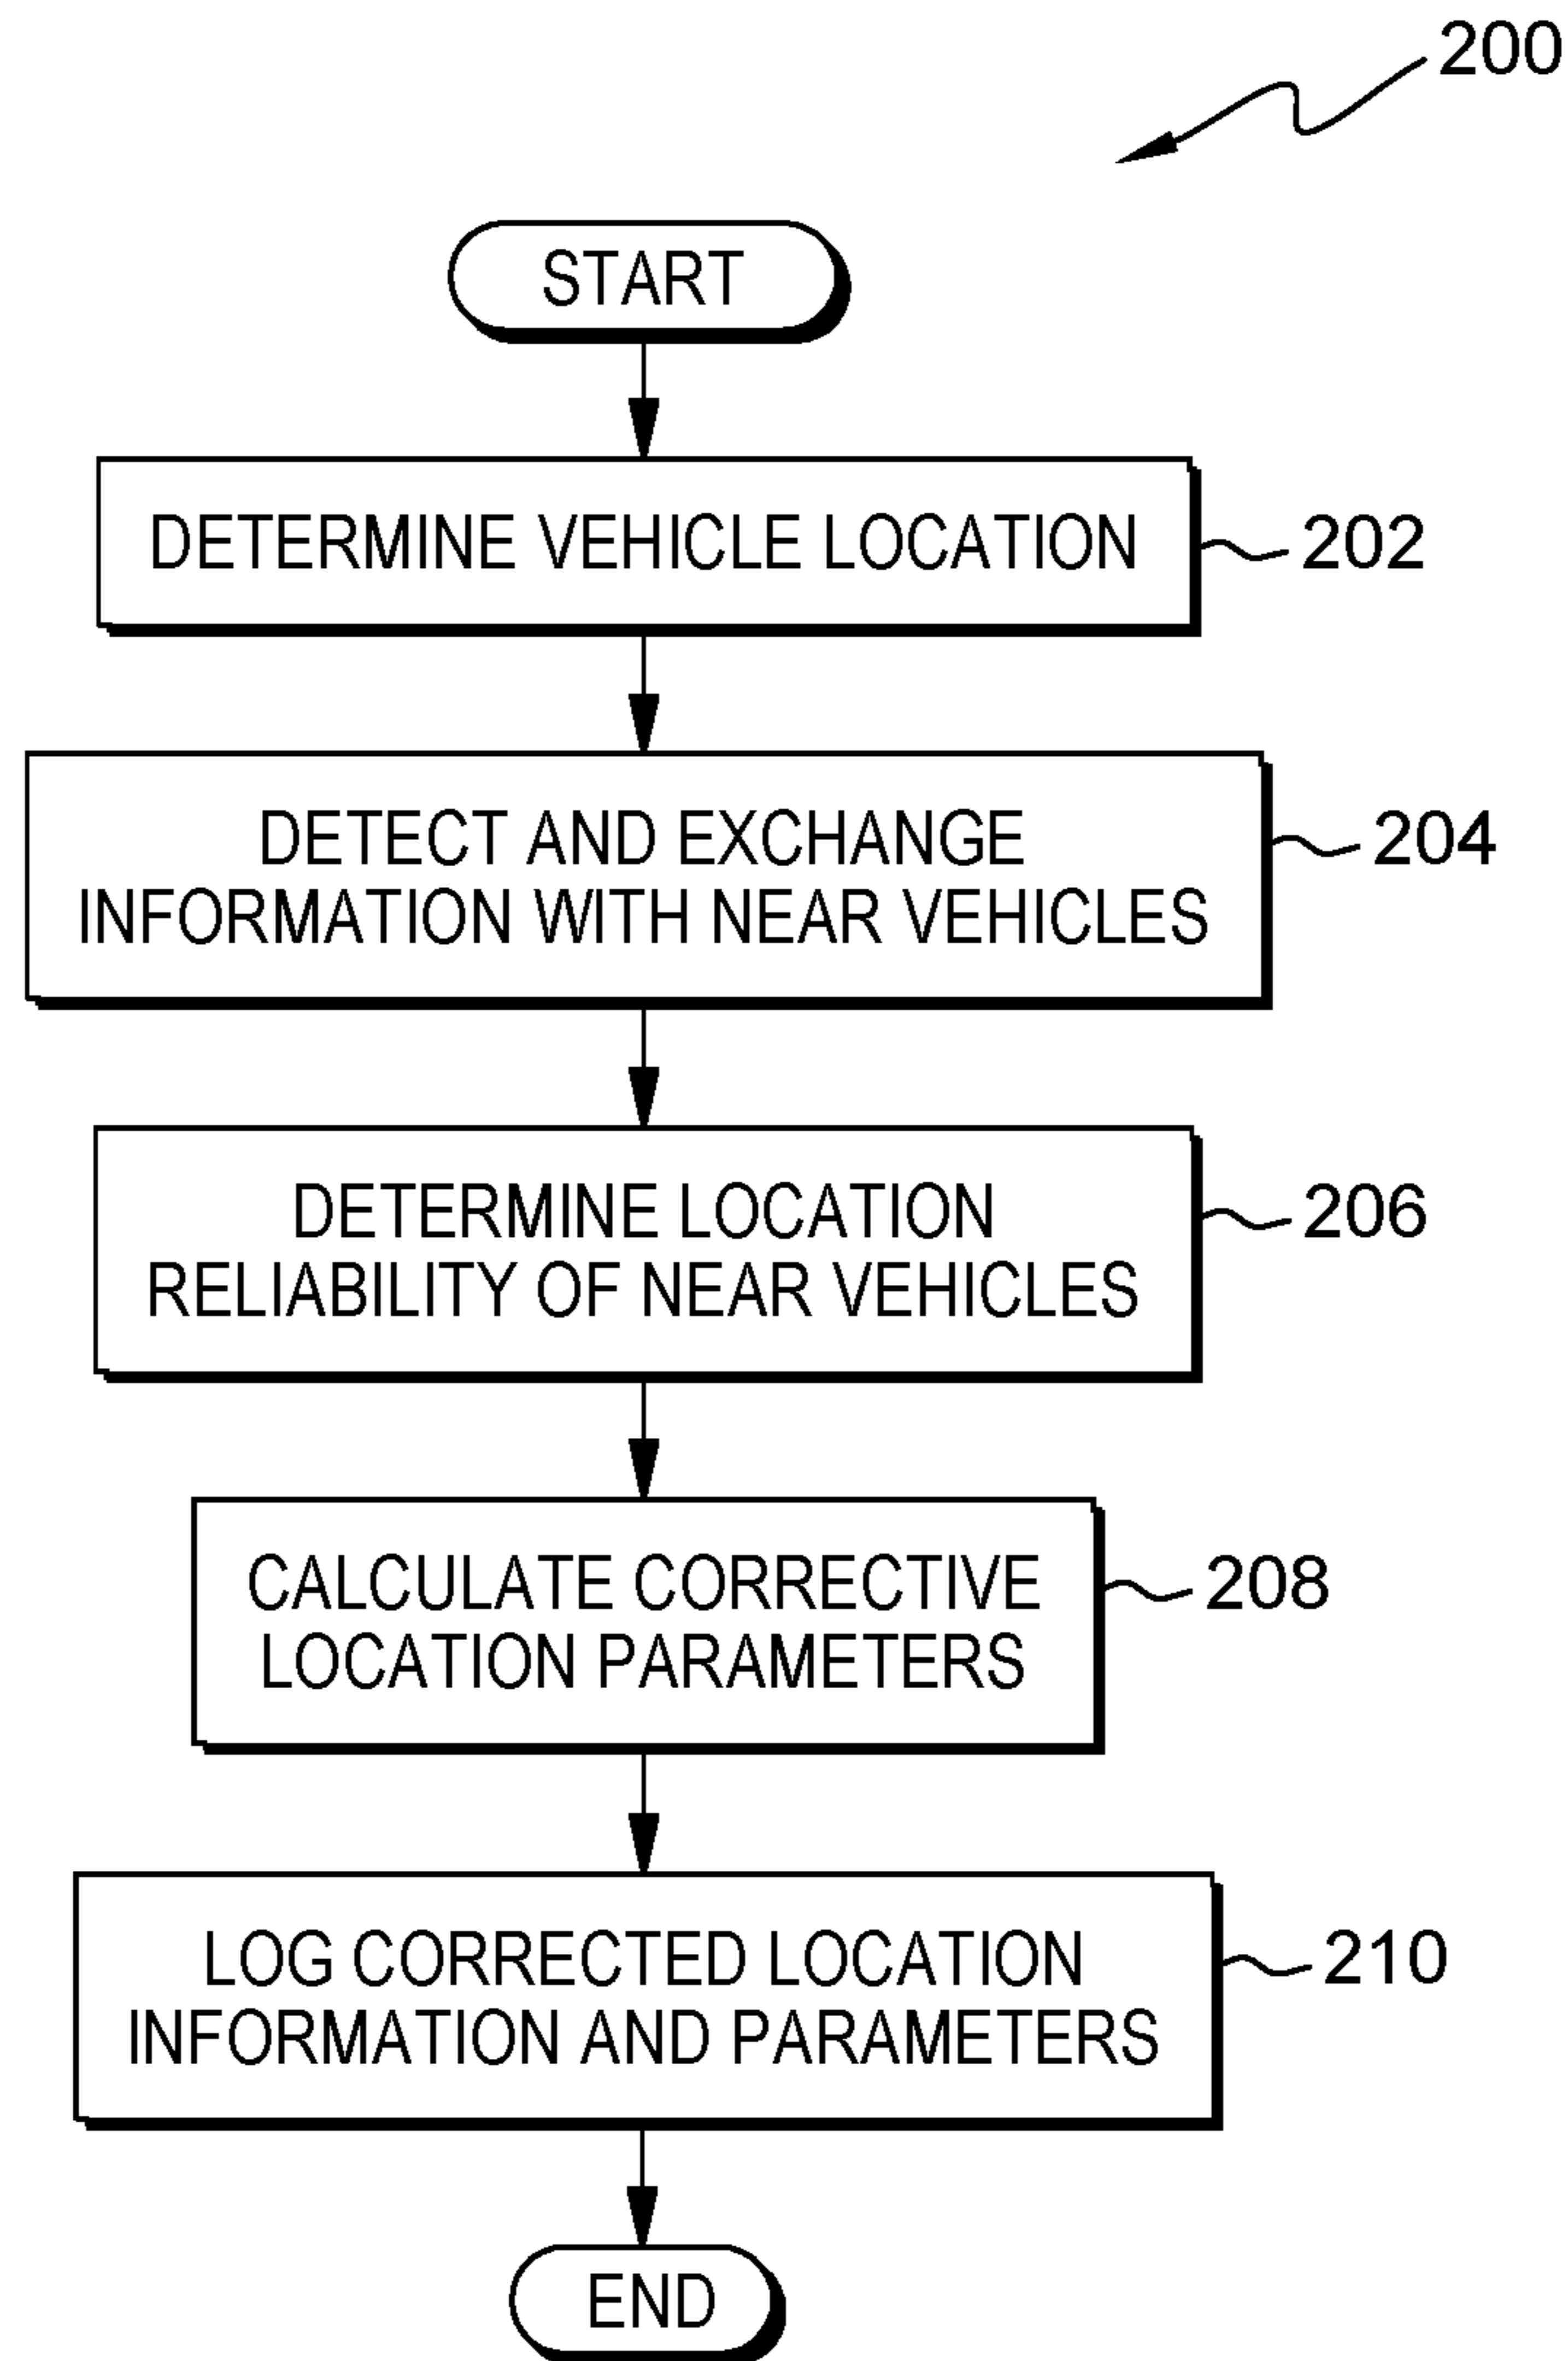 200
START
DETERMINE VEHICLE LOCATION
202
DETECT AND EXCHANGE
INFORMATION WITH NEAR VEHICLES
204
DETERMINE LOCATION
RELIABILITY OF NEAR VEHICLES
206
CALCULATE CORRECTIVE
LOCATION PARAMETERS
208
LOG CORRECTED LOCATION
INFORMATION AND PARAMETERS
210
END